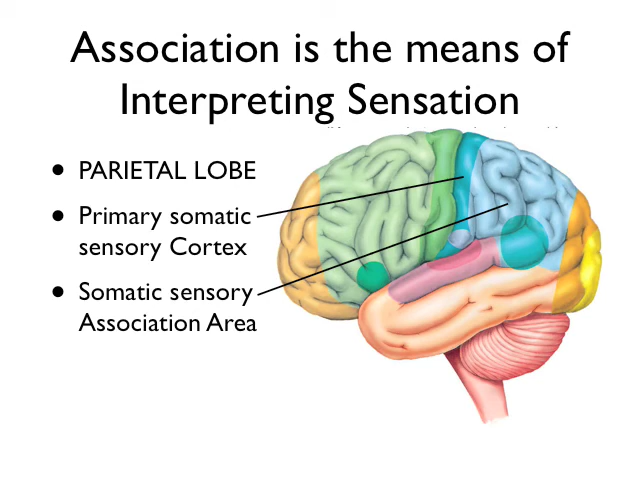 Association is the means of
Interpreting Sensation
• PARIETAL LOBE
• Primary somatic
sensory Cortex
• Somatic sensory
Association Area